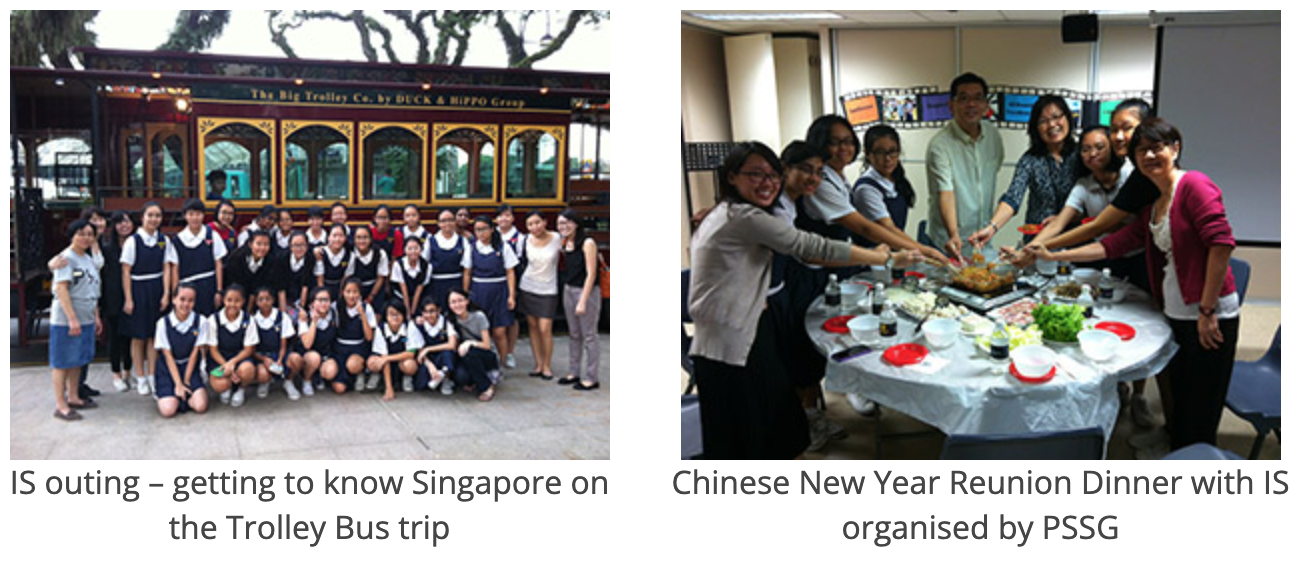 The Big Trolley Co. by DUCK & HiPPO Group
IS outing – getting to know Singapore on
the Trolley Bus trip
Chinese New Year Reunion Dinner with IS
organised by PSSG